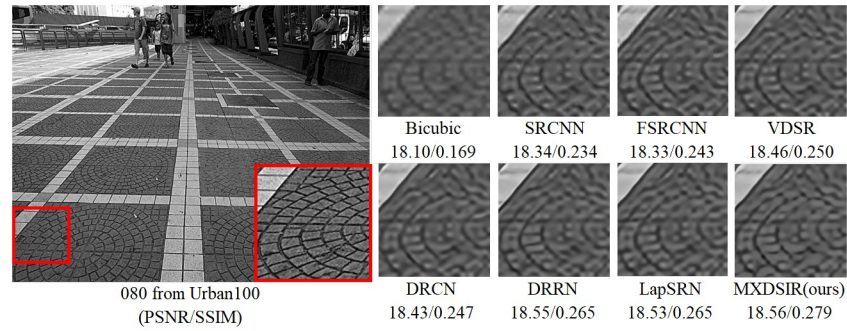 Bicubic
18.10/0.169
SRCNN
18.34/0.234
FSRCNN
18.33/0.243
VDSR
18.46/0.250
DRCN
18.43/0.247
DRRN
18.55/0.265
LapSRN
18.53/0.265
MXDSIR(ours)
18.56/0.279
080 from Urban100
(PSNR/SSIM)